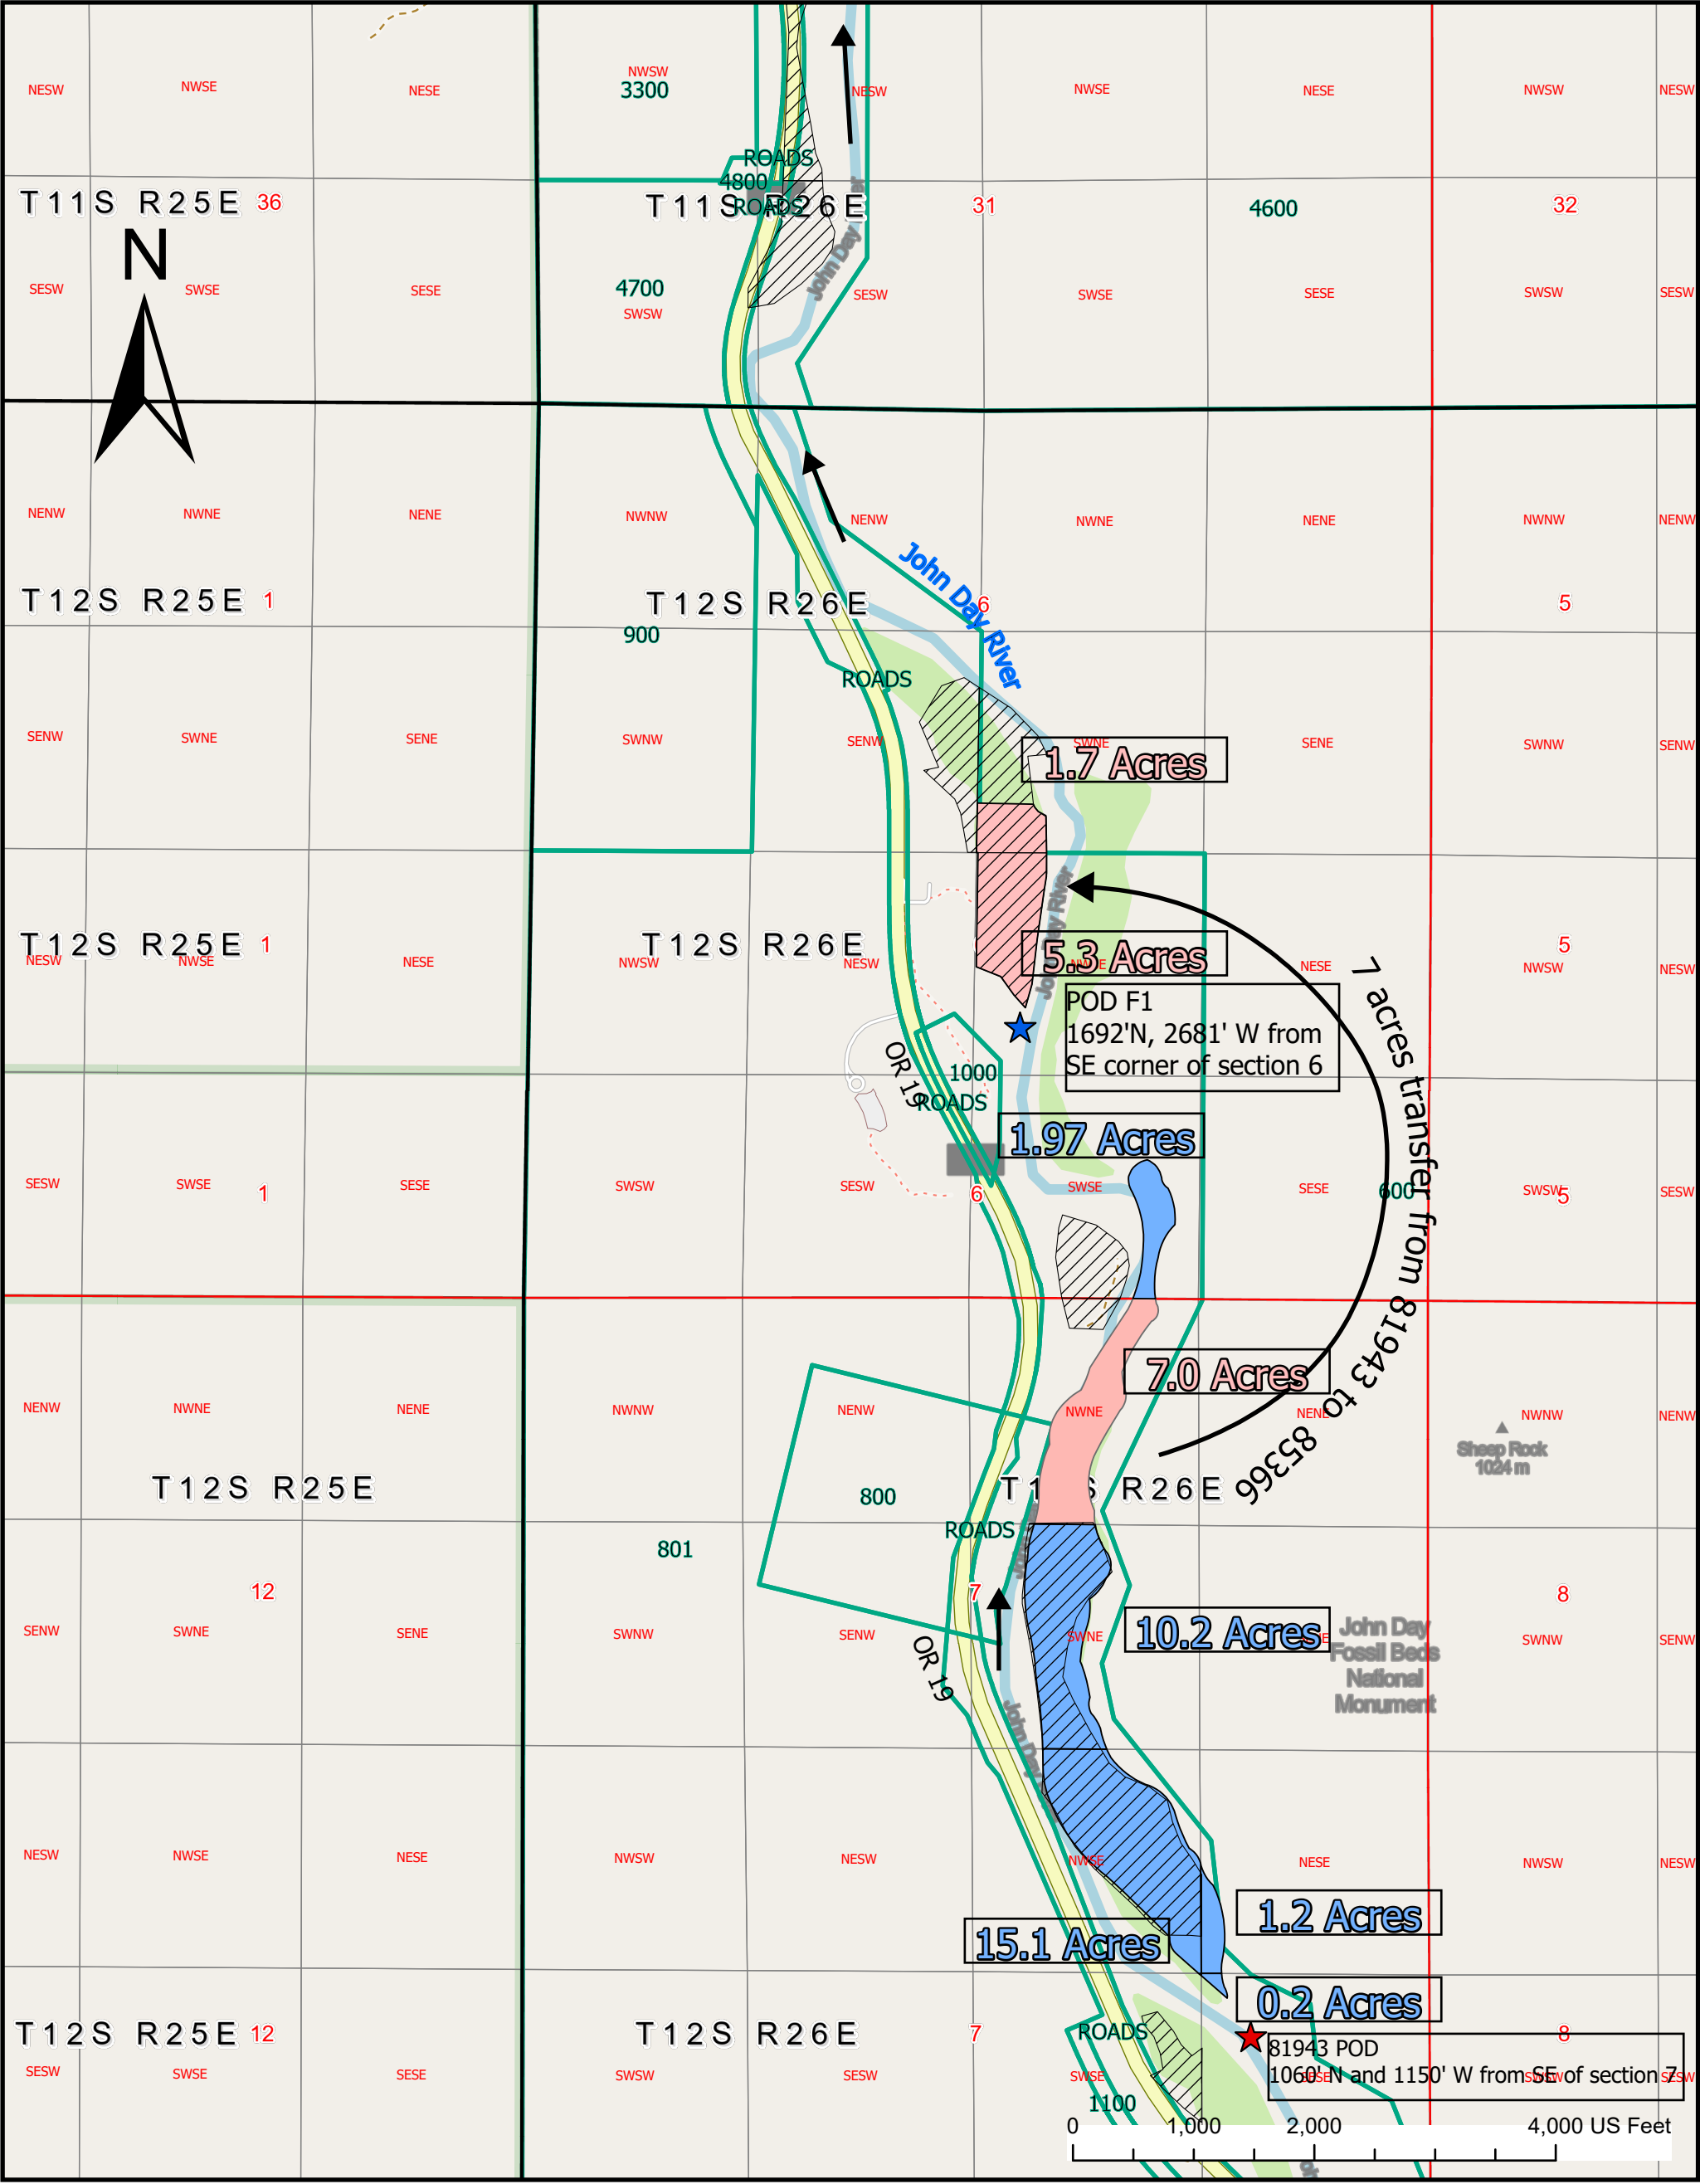 NESW NWSE NESE NWSW NESW NWSE NESE NWSW NESW
3300
ROADS
4800
ROADS
T11S R25E 36 T11S R26E 31 4600 32
N
John Day
SESW SWSE SESE 4700 SESW SWSE SESE SWSW SESW
SWSW
NENW NWNE NENE NWNW NENW NWNE NENE NWNW NENW
John Day River
T12S R25E 1 T12S R26E 6 5
900
ROADS
SENW SWNE SENE SWNW SENW SWNE SENE SWNW SENW
1.7 Acres
John Day River
T12S R25E 1 T12S R26E 5
NESW NWSE NESE NWSW NESW NESE NWSW NESW
5.3 Acres
7 acres transfer from 81943 to 85366
POD F1
1692'N, 2681' W from
SE corner of section 6
OR 19
1000
ROADS
1.97 Acres
SESW SWSE SESE SWSW SESW SWSE SESE 600 SWSW SESW
1 6 5
7.0 Acres
NENW NWNE NENE NWNW NENW NWNE NENE NWNW NENW
Sheep Rock
1024 m
T12S R25E R26E
800
ROADS
801
12 7 8
SENW SWNE SENE SWNW SENW SWNE SWNW SENW
10.2 Acres
John Day
Fossil Beds
National
Monument
OR 19
John Day
NESW NWSE NESE NWSW NESW NWSE NESE NWSW NESW
1.2 Acres
15.1 Acres
0.2 Acres
T12S R25E 12 T12S R26E 7 ROADS 8
81943 POD
1060' N and 1150' W from SE of section 7
SESW SWSE SESE SWSW SESW SWSE SESE SWSW SESW
1100
0 1,000 2,000 4,000 US Feet